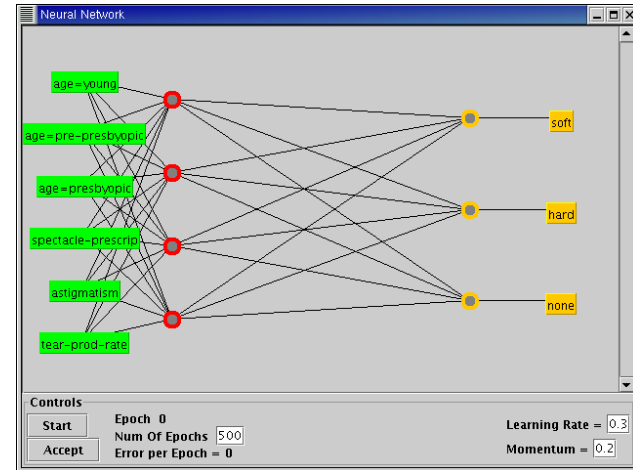 Neural Network
age=young
age=pre-presbyopic
age=presbyopic
spectacle-prescrip
astigmatism
tear-prod-rate
soft
hard
none
Controls
Start
Accept
Epoch 0
Num Of Epochs 500
Error per Epoch = 0
Learning Rate = 0.3
Momentum = 0.2